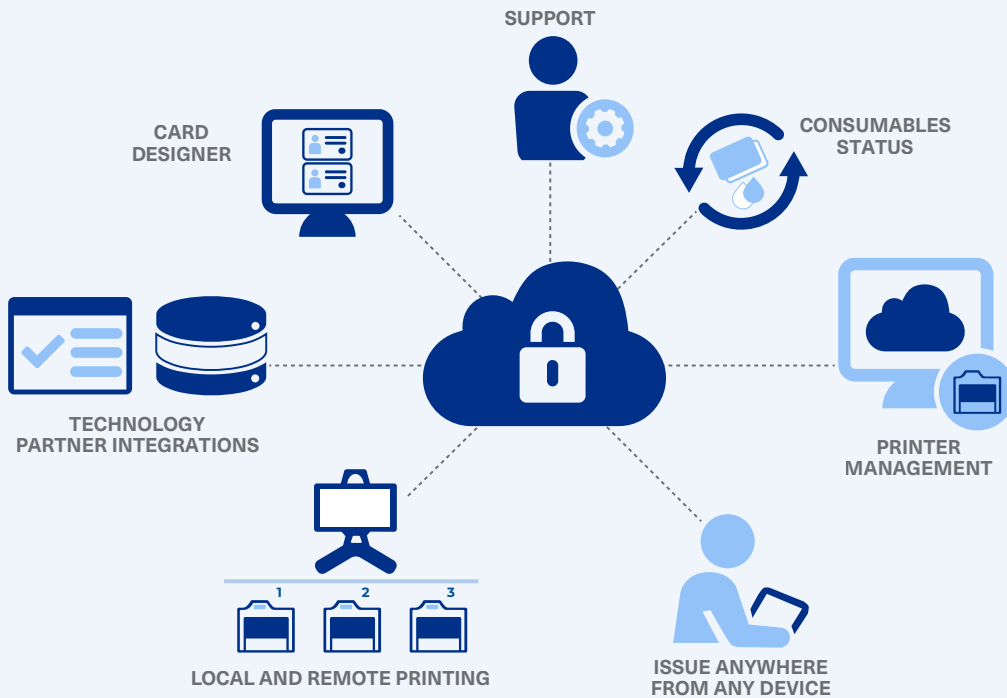 SUPPORT
CARD
DESIGNER
CONSUMABLES
STATUS
TECHNOLOGY
PARTNER INTEGRATIONS
PRINTER
MANAGEMENT
1 2 3
LOCAL AND REMOTE PRINTING
ISSUE ANYWHERE
FROM ANY DEVICE